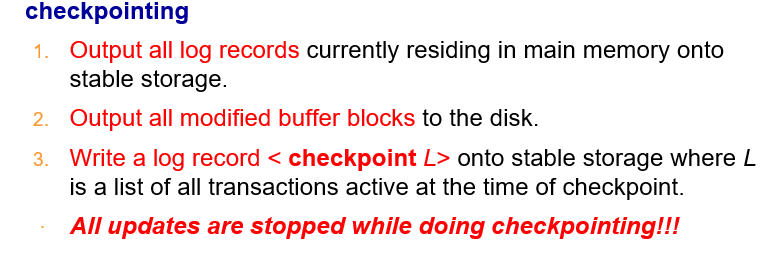 checkpointing
1. Output all log records currently residing in main memory onto
stable storage.
2. Output all modified buffer blocks to the disk.
3. Write a log record < checkpoint L> onto stable storage where L
is a list of all transactions active at the time of checkpoint.
· All updates are stopped while doing checkpointing!!!